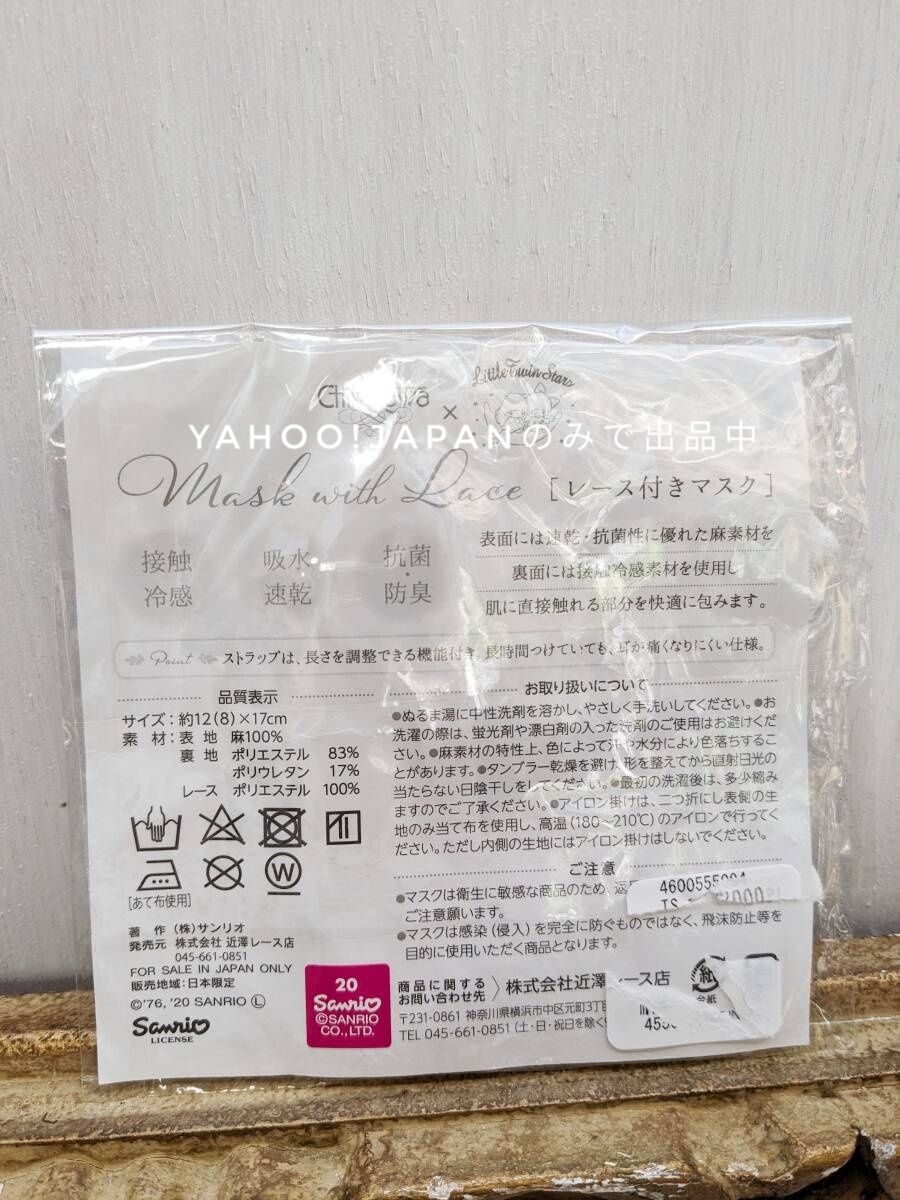 Little Twin Stars
×
YAHOO!JAPANのみで出品中
Mask with Lace [レース付きマスク]
接触
冷感
吸水
速乾
抗菌
・
防臭
表面には速乾・抗菌性に優れた麻素材を
裏面には接触冷感素材を使用し
肌に直接触れる部分を快適に包みます。
Point ストラップは、長さを調整できる機能付き。長時間つけていても、耳が痛くなりにくい仕様。
品質表示
サイズ:約12(8)×17cm
素 材:表 地 麻100%
裏 地 ポリエステル 83%
ポリウレタン 17%
レース ポリエステル 100%
W
[あて布使用]
著 作 (株)サンリオ
発売元 株式会社 近澤レース店
045-661-0851
FOR SALE IN JAPAN ONLY
販売地域:日本限定
©'76, '20 SANRIO Ⓛ
Sanrio
LICENSE
20
Sanrio
©SANRIO
CO., LTD.
お取り扱いについて
●ぬるま湯に中性洗剤を溶かし、やさしく手洗いしてください。●お
洗濯の際は、蛍光剤や漂白剤の入った洗剤のご使用はお避けくだ
さい。●麻素材の特性上、色によって汗や水分により色落ちするこ
とがあります。●タンブラー乾燥を避け、形を整えてから直射日光の
当たらない日陰干しをしてください。●最初の洗濯後は、多少縮み
ますのでご了承ください。●アイロン掛けは、二つ折にし表側の生
地のみ当て布を使用し、高温(180〜210℃)のアイロンで行ってく
ださい。ただし内側の生地にはアイロン掛けはしないでください。
ご注意
●マスクは衛生に敏感な商品のため、返
ご注意願います。
●マスクは感染(侵入)を完全に防ぐものではなく、飛沫防止等を
目的に使用いただく商品となります。
商品に関する
お問い合わせ先
株式会社近澤レース店
〒231-0861 神奈川県横浜市中区元町3丁
TEL 045-661-0851(土・日・祝日を除く
紙
台紙